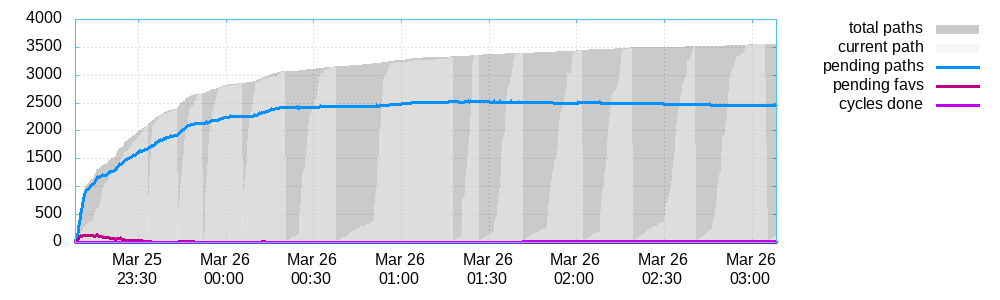 4000
3500
3000
2500
2000
1500
1000
500
0
Mar 25
23:30
Mar 26
00:00
Mar 26
00:30
Mar 26
01:00
Mar 26
01:30
Mar 26
02:00
Mar 26
02:30
Mar 26
03:00
total paths
current path
pending paths
pending favs
cycles done